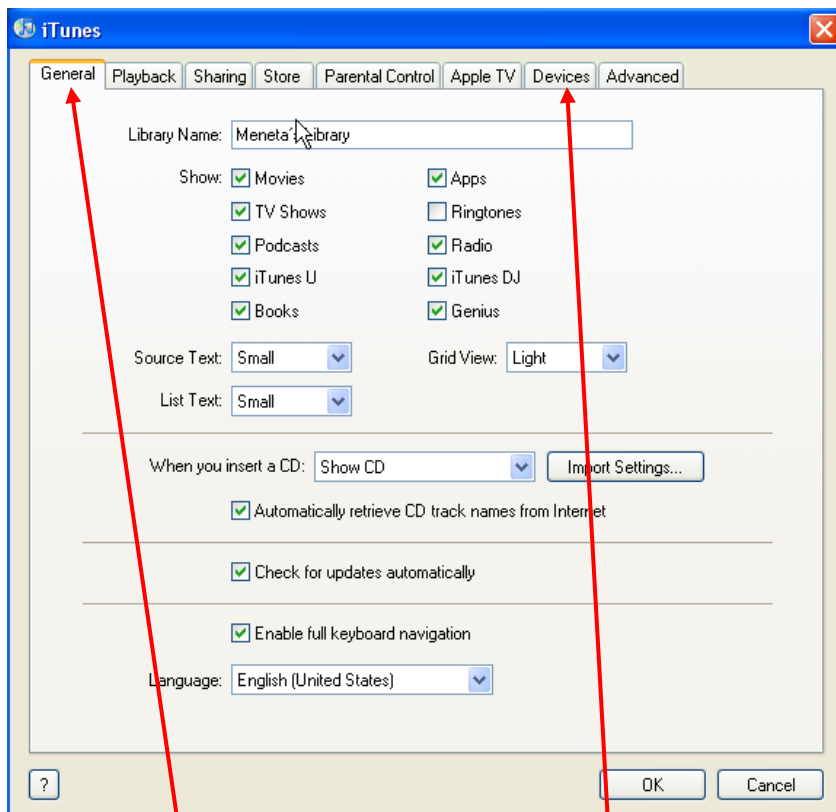 iTunes
General Playback Sharing Store Parental Control Apple TV Devices Advanced
Library Name: Meneta´s Library
Show: Movies Apps
TV Shows Ringtones
Podcasts Radio
iTunes U iTunes DJ
Books Genius
Source Text: Small Grid View: Light
List Text: Small
When you insert a CD: Show CD Import Settings...
Automatically retrieve CD track names from Internet
Check for updates automatically
Enable full keyboard navigation
Language: English (United States)
? OK Cancel